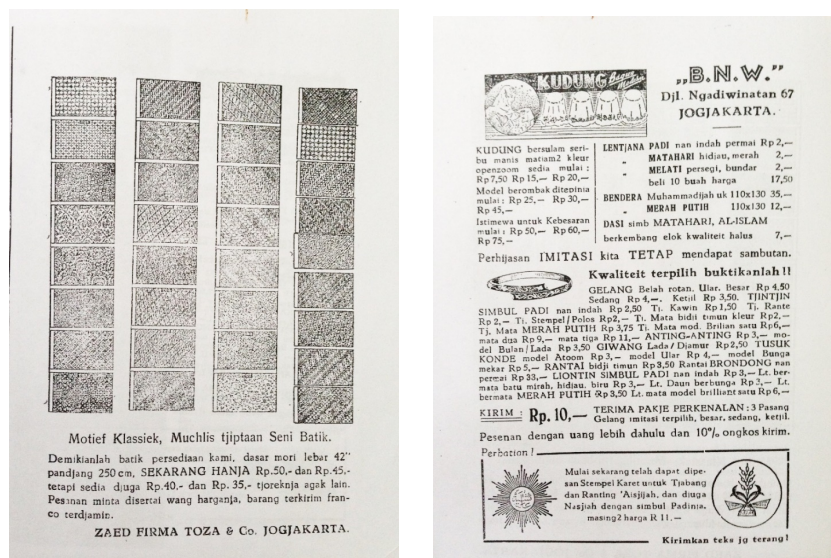 Motief Klassiek, Muchlis tjiptaan Seni Batik.
Demikianlah batik persediaan kami, dasar mori lebar 42"
pandjang 250 cm, SEKARANG HANJA Rp.50,- dan Rp.45,-
tetapi sedia djuga Rp.40,- dan Rp. 35,- tjoreknja agak lain.
Pesanan minta disertai wang harganja, barang terkirim fran-
co terdjamin.
ZAED FIRMA TOZA & Co. JOGJAKARTA.
KUDUNG
„B.N.W."
Djl. Ngadiwinatan 67
JOGJAKARTA.
KUDUNG bersulam seri-
bu manis matjam2 kleur
openzoom sedia mulai :
Rp 7,50 Rp 15,— Rp 20,—
Model berombak ditepinja
mulai : Rp 25,— Rp 30,—
Rp 45,—
Istimewa untuk Kebesaran
mulai : Rp 50,— Rp 60,—
Rp 75,—
LENTJANA PADI nan indah permai Rp 2,—
„ MATAHARI hidjau, merah 2,—
„ MELATI persegi, bundar 2,—
beli 10 buah harga 17,50
BENDERA Muhammadijah uk 110x130 35,—
„ MERAH PUTIH 110x130 12,—
DASI simb MATAHARI, AL-ISLAM
berkembang elok kwaliteit halus 7,—
Perhijasan IMITASI kita TETAP mendapat sambutan.
Kwaliteit terpilih buktikanlah !!
GELANG Belah rotan, Ular, Besar Rp 4,50
Sedang Rp 4,—. Ketjil Rp 3,50. TJINTJIN
SIMBUL PADI nan indah Rp 2,50 Tj. Kawin Rp 1,50 Tj. Rante
Rp 2,— Tj. Stempel/Polos Rp2,— Tj. Mata bidji timun kleur Rp2,—
Tj. Mata MERAH PUTIH Rp 3,75 Tj. Mata mod. Brilian satu Rp6,—
mata dua Rp 9,— mata tiga Rp 11,— ANTING-ANTING Rp 3,— mo-
del Bulan/Lada Rp 3,50 GIWANG Lada/Djamur Rp 2,50 TUSUK
KONDE model Atoom Rp 3,— model Ular Rp 4,— model Bunga
mekar Rp 5,— RANTAI bidji timun Rp 3,50 Rantai BRONDONG nan
permai Rp 33,— LIONTIN SIMBUL PADI nan indah Rp 3,— Lt. ber-
mata batu mirah, hidjau, biru Rp 3,— Lt. Daun berbunga Rp 3,— Lt.
bermata MERAH PUTIH Rp 3,50 Lt. mata model brilliant satu Rp 6,—
KIRIM : Rp. 10,— TERIMA PAKJE PERKENALAN : 3 Pasang
Gelang imitasi terpilih, besar, sedang, ketjil.
Pesenan dengan uang lebih dahulu dan 10% ongkos kirim.
Perbation !
Mulai sekarang telah dapat dipe-
san Stempel Karet untuk Tjabang
dan Ranting 'Aisjijah, dan djuga
Nasjiah dengan simbul Padinja,
masing2 harga R 11,—
Kirimkan teks jg terang !